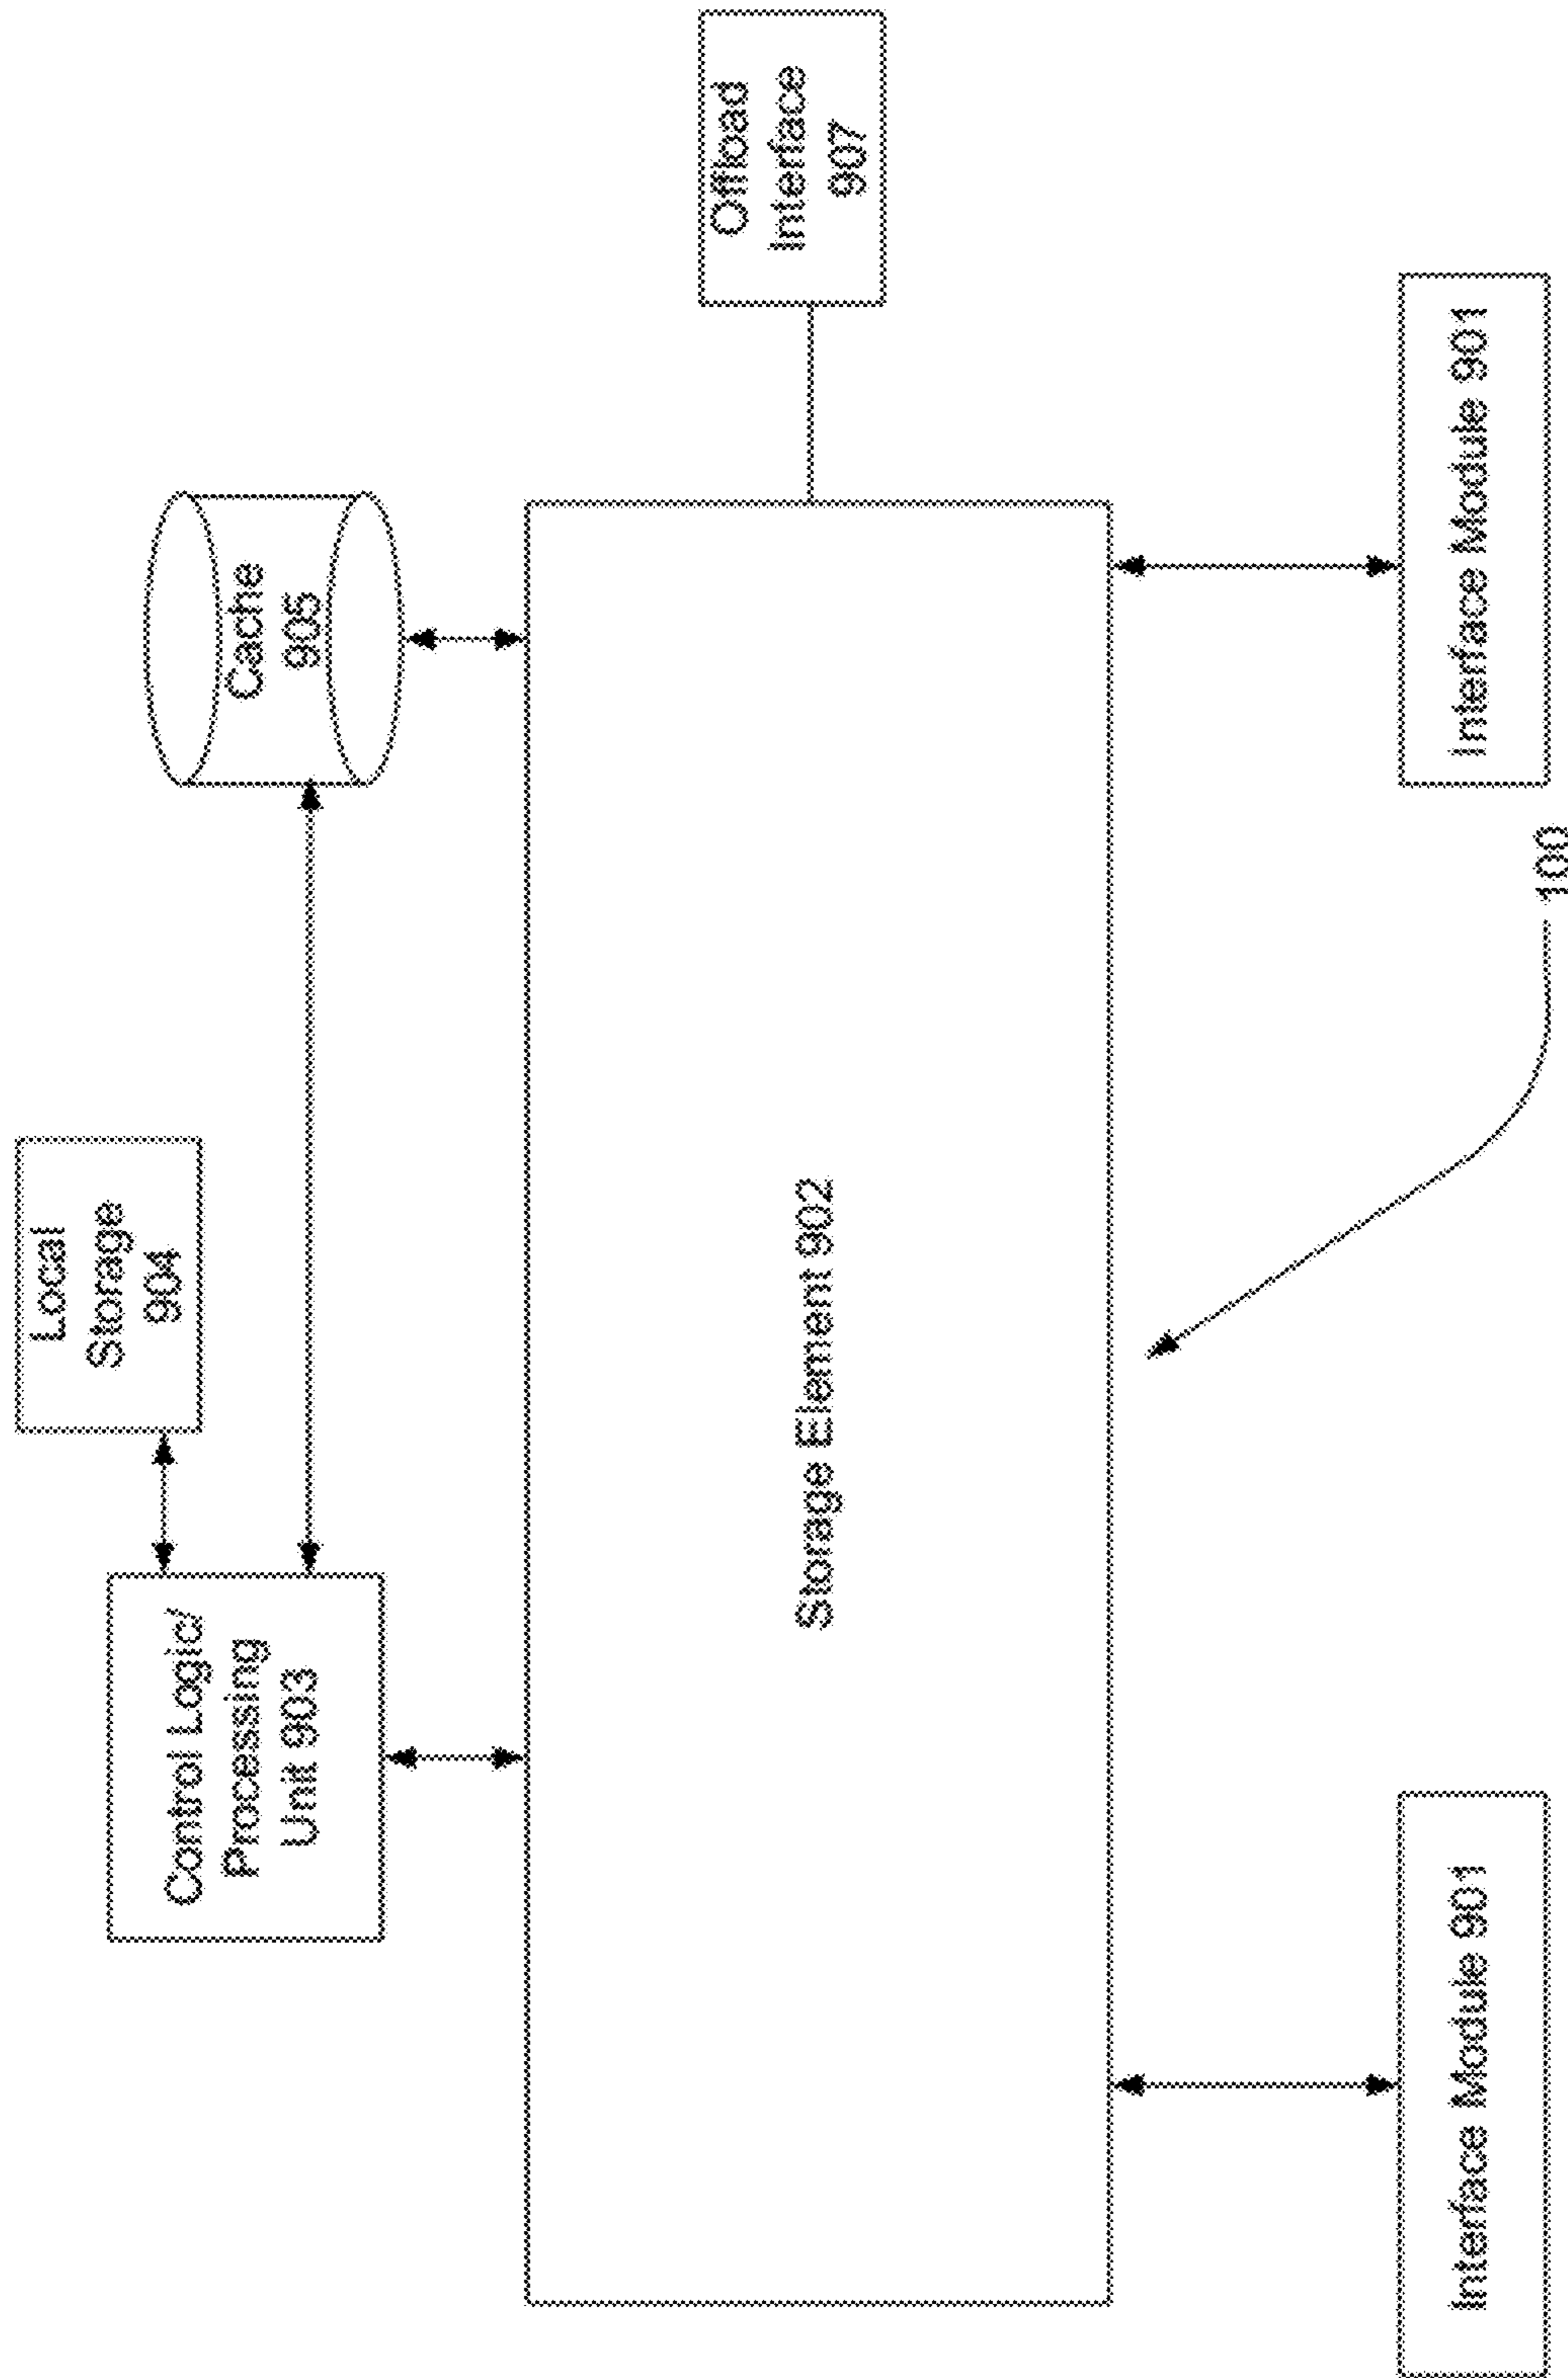 Local
Storage
904
Control Logic/
Processing
Unit 903
Cache
905
Storage Element 902
Offload
Interface
907
Interface Module 901
Interface Module 901
100